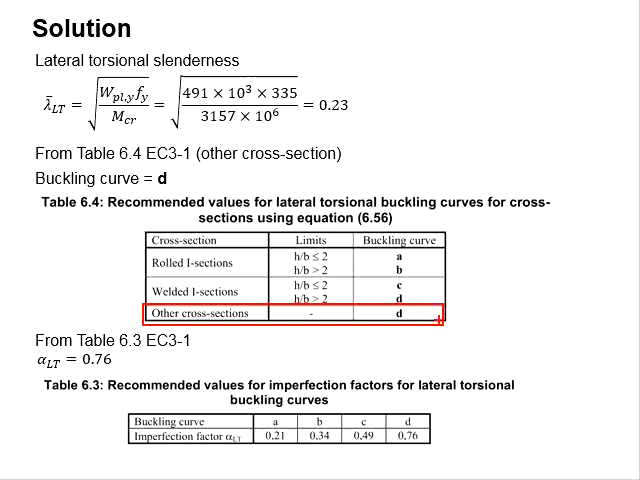 Solution
Lateral torsional slenderness
λ̄LT = √(Wpl,y fy / Mcr) = √(491 × 10³ × 335 / 3157 × 10⁶) = 0.23
From Table 6.4 EC3-1 (other cross-section)
Buckling curve = d
Table 6.4: Recommended values for lateral torsional buckling curves for cross-
sections using equation (6.56)
Cross-section Limits Buckling curve
Rolled I-sections h/b ≤ 2 a
h/b > 2 b
Welded I-sections h/b ≤ 2 c
h/b > 2 d
Other cross-sections - d
From Table 6.3 EC3-1
αLT = 0.76
Table 6.3: Recommended values for imperfection factors for lateral torsional
buckling curves
Buckling curve a b c d
Imperfection factor αLT 0,21 0,34 0,49 0,76